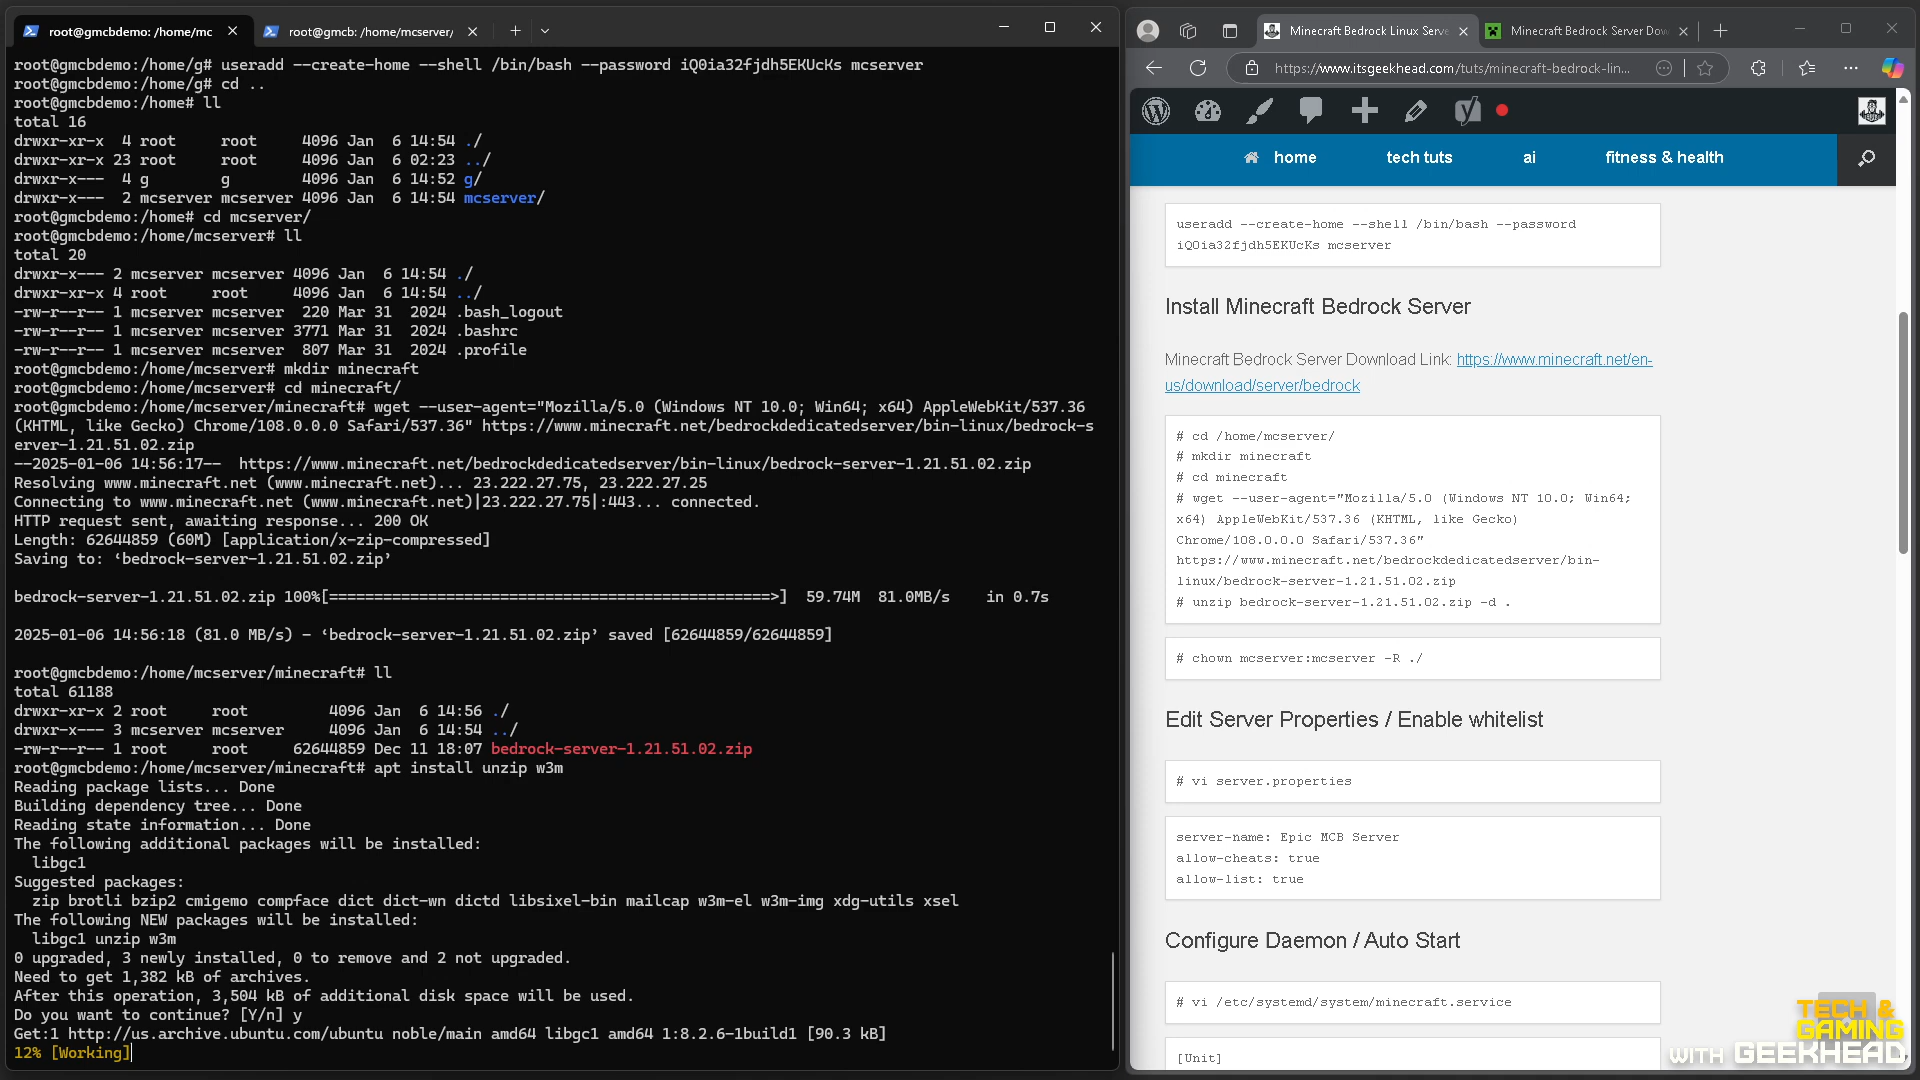 root@gmcbdemo: /home/mc
root@gmcb: /home/mcserver/
root@gmcbdemo:/home/g# useradd --create-home --shell /bin/bash --password iQ0ia32fjdh5EKUcKs mcserver
root@gmcbdemo:/home/g# cd ..
root@gmcbdemo:/home# ll
total 16
drwxr-xr-x  4 root     root     4096 Jan  6 14:54 ./
drwxr-xr-x 23 root     root     4096 Jan  6 02:23 ../
drwxr-x---  4 g        g        4096 Jan  6 14:52 g/
drwxr-x---  2 mcserver mcserver 4096 Jan  6 14:54 mcserver/
root@gmcbdemo:/home# cd mcserver/
root@gmcbdemo:/home/mcserver# ll
total 20
drwxr-x--- 2 mcserver mcserver 4096 Jan  6 14:54 ./
drwxr-xr-x 4 root     root     4096 Jan  6 14:54 ../
-rw-r--r-- 1 mcserver mcserver  220 Mar 31  2024 .bash_logout
-rw-r--r-- 1 mcserver mcserver 3771 Mar 31  2024 .bashrc
-rw-r--r-- 1 mcserver mcserver  807 Mar 31  2024 .profile
root@gmcbdemo:/home/mcserver# mkdir minecraft
root@gmcbdemo:/home/mcserver# cd minecraft/
root@gmcbdemo:/home/mcserver/minecraft# wget --user-agent="Mozilla/5.0 (Windows NT 10.0; Win64; x64) AppleWebKit/537.36
(KHTML, like Gecko) Chrome/108.0.0.0 Safari/537.36" https://www.minecraft.net/bedrockdedicatedserver/bin-linux/bedrock-s
erver-1.21.51.02.zip
--2025-01-06 14:56:17--  https://www.minecraft.net/bedrockdedicatedserver/bin-linux/bedrock-server-1.21.51.02.zip
Resolving www.minecraft.net (www.minecraft.net)... 23.222.27.75, 23.222.27.25
Connecting to www.minecraft.net (www.minecraft.net)|23.222.27.75|:443... connected.
HTTP request sent, awaiting response... 200 OK
Length: 62644859 (60M) [application/x-zip-compressed]
Saving to: ‘bedrock-server-1.21.51.02.zip’
bedrock-server-1.21.51.02.zip 100%[=================================================>]  59.74M  81.0MB/s    in 0.7s
2025-01-06 14:56:18 (81.0 MB/s) - ‘bedrock-server-1.21.51.02.zip’ saved [62644859/62644859]
root@gmcbdemo:/home/mcserver/minecraft# ll
total 61188
drwxr-xr-x 2 root     root         4096 Jan  6 14:56 ./
drwxr-x--- 3 mcserver mcserver     4096 Jan  6 14:54 ../
-rw-r--r-- 1 root     root     62644859 Dec 11 18:07 bedrock-server-1.21.51.02.zip
root@gmcbdemo:/home/mcserver/minecraft# apt install unzip w3m
Reading package lists... Done
Building dependency tree... Done
Reading state information... Done
The following additional packages will be installed:
  libgc1
Suggested packages:
  zip brotli bzip2 cmigemo compface dict dict-wn dictd libsixel-bin mailcap w3m-el w3m-img xdg-utils xsel
The following NEW packages will be installed:
  libgc1 unzip w3m
0 upgraded, 3 newly installed, 0 to remove and 2 not upgraded.
Need to get 1,382 kB of archives.
After this operation, 3,504 kB of additional disk space will be used.
Do you want to continue? [Y/n] y
Get:1 http://us.archive.ubuntu.com/ubuntu noble/main amd64 libgc1 amd64 1:8.2.6-1build1 [90.3 kB]
12% [Working]
Minecraft Bedrock Linux Serve
Minecraft Bedrock Server Dow
https://www.itsgeekhead.com/tuts/minecraft-bedrock-lin...
home
tech tuts
ai
fitness & health
useradd --create-home --shell /bin/bash --password
iQ0ia32fjdh5EKUcKs mcserver
Install Minecraft Bedrock Server
Minecraft Bedrock Server Download Link: https://www.minecraft.net/en-
us/download/server/bedrock
# cd /home/mcserver/
# mkdir minecraft
# cd minecraft
# wget --user-agent="Mozilla/5.0 (Windows NT 10.0; Win64;
x64) AppleWebKit/537.36 (KHTML, like Gecko)
Chrome/108.0.0.0 Safari/537.36"
https://www.minecraft.net/bedrockdedicatedserver/bin-
linux/bedrock-server-1.21.51.02.zip
# unzip bedrock-server-1.21.51.02.zip -d .
# chown mcserver:mcserver -R ./
Edit Server Properties / Enable whitelist
# vi server.properties
server-name: Epic MCB Server
allow-cheats: true
allow-list: true
Configure Daemon / Auto Start
# vi /etc/systemd/system/minecraft.service
[Unit]
TECH &
GAMING
WITH GEEKHEAD